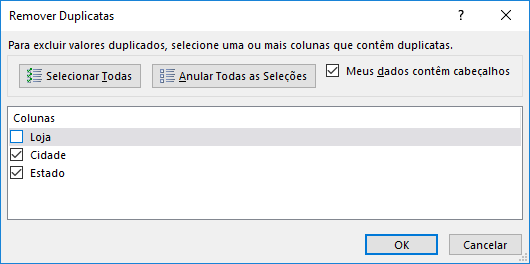 Remover Duplicatas
Para excluir valores duplicados, selecione uma ou mais colunas que contêm duplicatas.
Selecionar Todas
Anular Todas as Seleções
Meus dados contêm cabeçalhos
Colunas
Loja
Cidade
Estado
OK
Cancelar